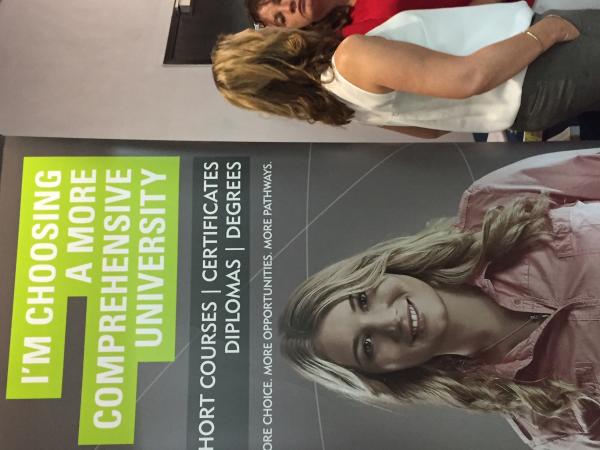 I'M CHOOSING
A MORE
COMPREHENSIVE
UNIVERSITY
HORT COURSES | CERTIFICATES
DIPLOMAS | DEGREES
ORE CHOICE. MORE OPPORTUNITIES. MORE PATHWAYS.